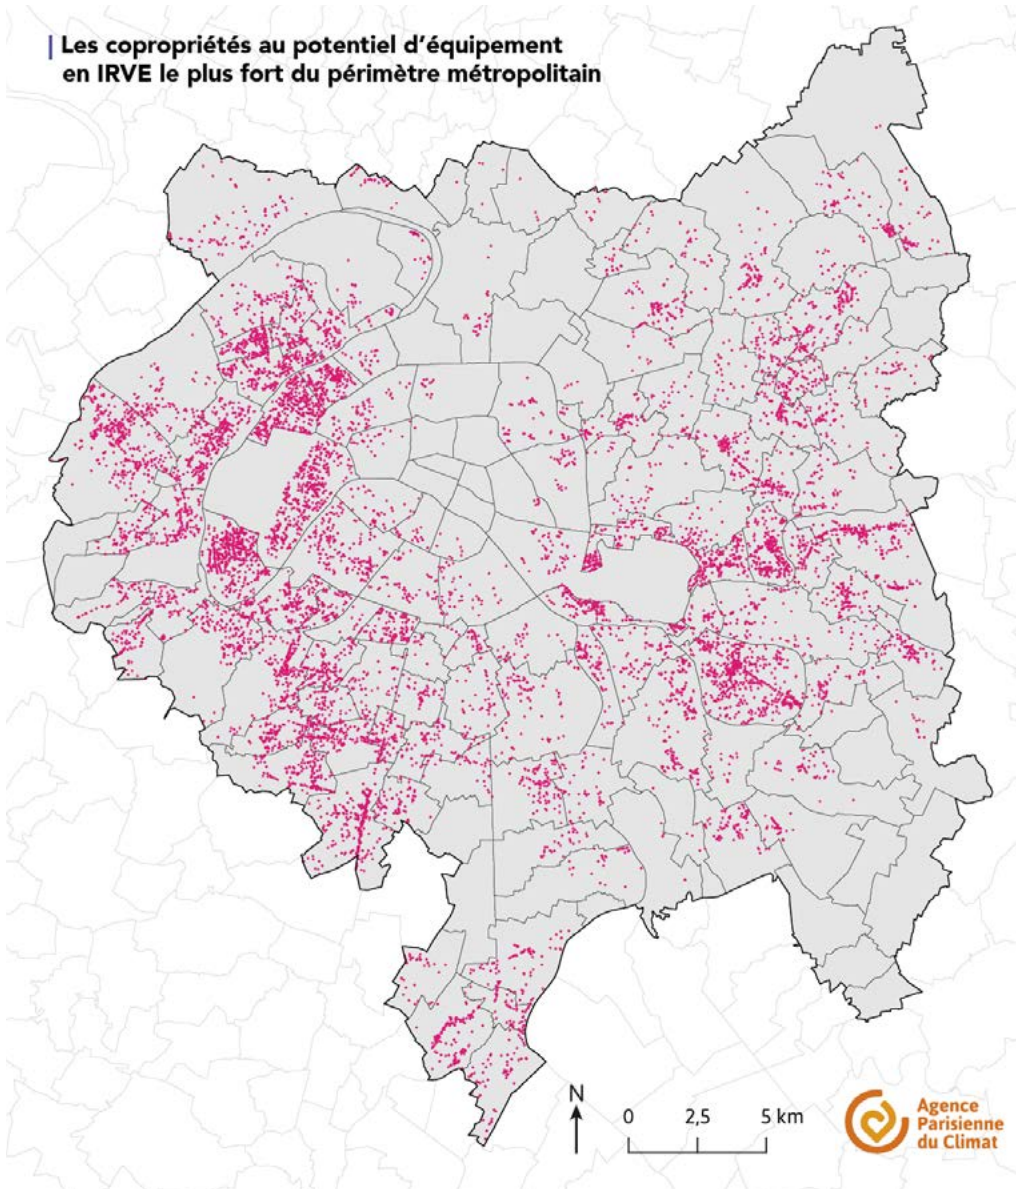 Les copropriétés au potentiel d'équipement
en IRVE le plus fort du périmètre métropolitain
N
0 2,5 5 km
Agence
Parisienne
du Climat